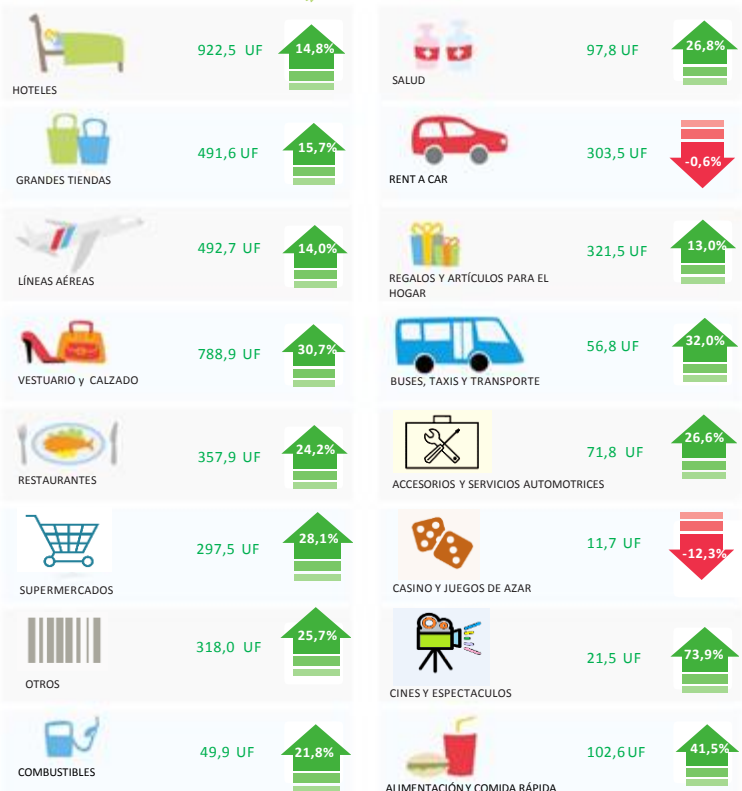 922,5 UF 14,8%
HOTELES
97,8 UF 26,8%
SALUD
491,6 UF 15,7%
GRANDES TIENDAS
303,5 UF -0,6%
RENT A CAR
492,7 UF 14,0%
LÍNEAS AÉREAS
321,5 UF 13,0%
REGALOS Y ARTÍCULOS PARA EL
HOGAR
788,9 UF 30,7%
VESTUARIO y CALZADO
56,8 UF 32,0%
BUSES, TAXIS Y TRANSPORTE
357,9 UF 24,2%
RESTAURANTES
71,8 UF 26,6%
ACCESORIOS Y SERVICIOS AUTOMOTRICES
297,5 UF 28,1%
SUPERMERCADOS
11,7 UF -12,3%
CASINO Y JUEGOS DE AZAR
318,0 UF 25,7%
OTROS
21,5 UF 73,9%
CINES Y ESPECTACULOS
49,9 UF 21,8%
COMBUSTIBLES
102,6 UF 41,5%
ALIMENTACIÓN Y COMIDA RÁPIDA